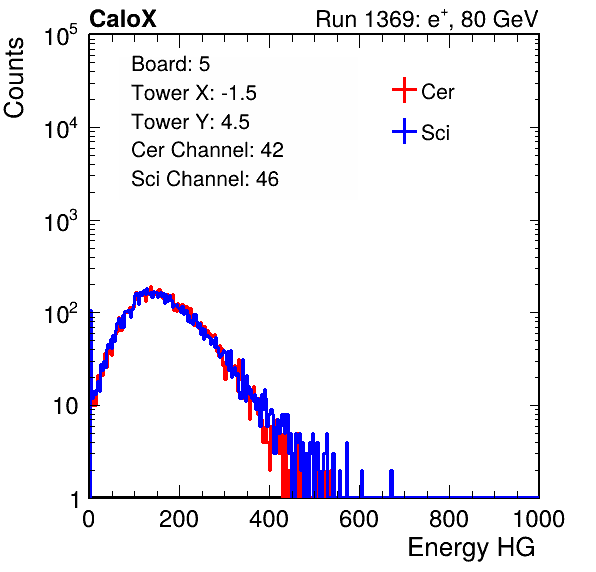 CaloX Run 1369: e⁺, 80 GeV
Counts
10⁵
10⁴
10³
10²
10
1
Board: 5
Tower X: -1.5
Tower Y: 4.5
Cer Channel: 42
Sci Channel: 46
Cer
Sci
0 200 400 600 800 1000
Energy HG